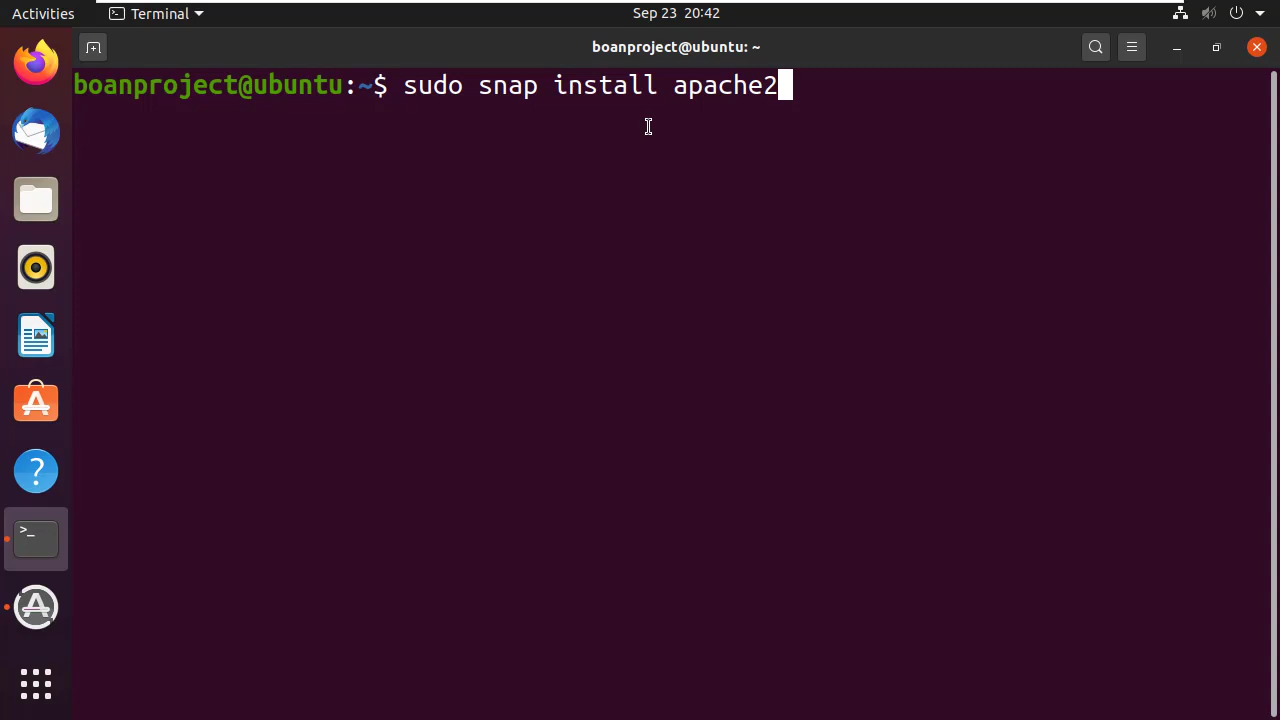 Activities Terminal Sep 23 20:42
boanproject@ubuntu: ~
boanproject@ubuntu:~$ sudo snap install apache2